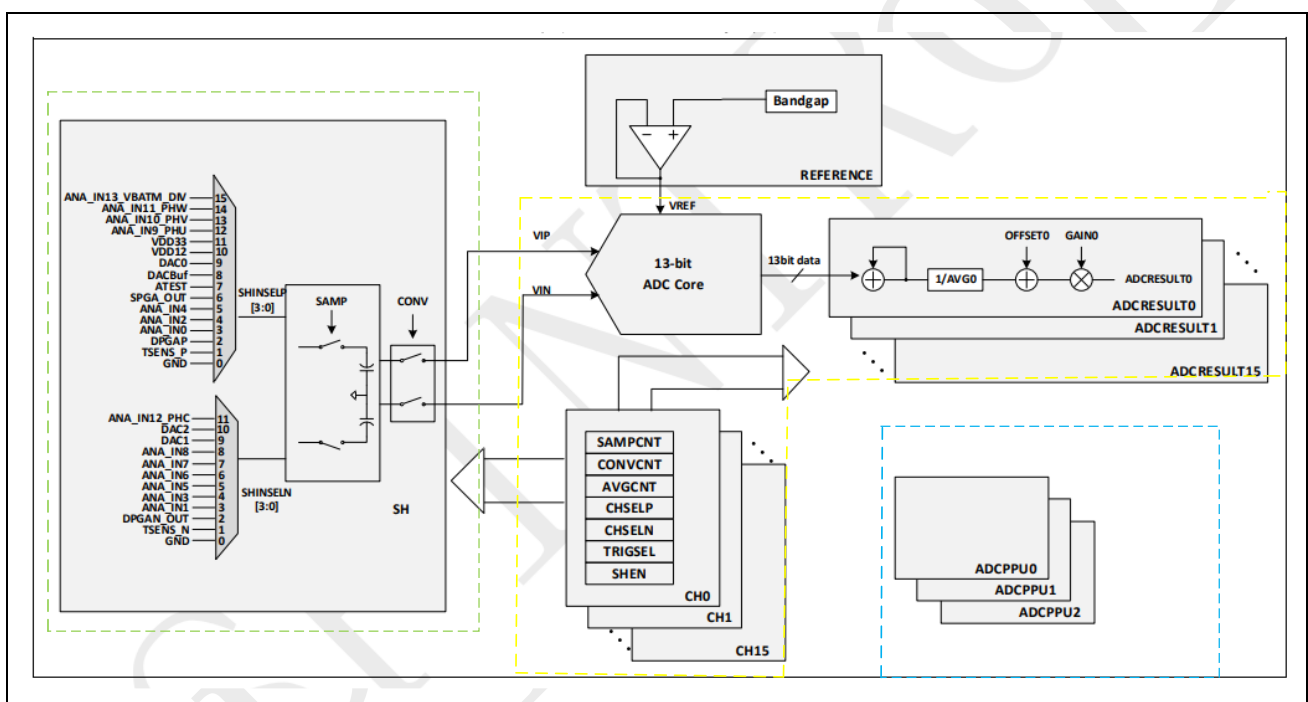 Bandgap
REFERENCE
VREF
ANA_IN13_VBATM_DIV 15
ANA_IN11_PHW 14
ANA_IN10_PHV 13
ANA_IN9_PHU 12
VDD33 11
VDD12 10
DAC0 9
DACBuf 8
ATEST 7
SPGA_OUT 6
ANA_IN4 5
ANA_IN2 4
ANA_IN0 3
DPGAP 2
TSENS_P 1
GND 0
SHINSELP
[3:0]
SAMP
CONV
VIP
VIN
13-bit
ADC Core
13bit data
1/AVG0
OFFSET0
GAIN0
ADCRESULT0
ADCRESULT0
ADCRESULT1
ADCRESULT15
ANA_IN12_PHC 11
DAC2 10
DAC1 9
ANA_IN8 8
ANA_IN7 7
ANA_IN6 6
ANA_IN5 5
ANA_IN3 4
ANA_IN1 3
DPGAN_OUT 2
TSENS_N 1
GND 0
SHINSELN
[3:0]
SH
SAMPCNT
CONVCNT
AVGCNT
CHSELP
CHSELN
TRIGSEL
SHEN
CH0
CH1
CH15
ADCPPU0
ADCPPU1
ADCPPU2